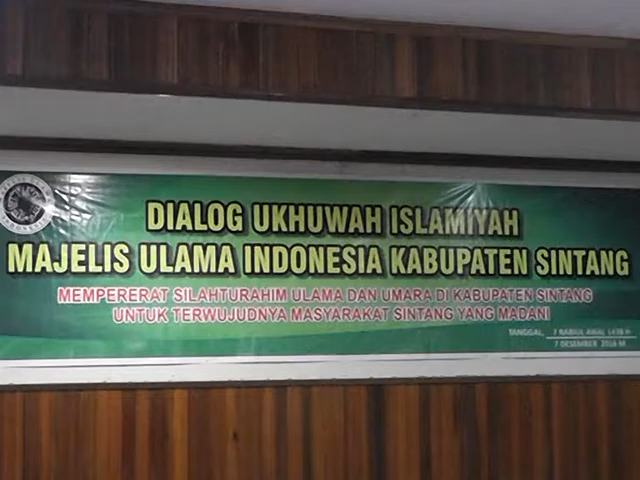 DIALOG UKHUWAH ISLAMIYAH
MAJELIS ULAMA INDONESIA KABUPATEN SINTANG
MEMPERERAT SILAHTURAHIM ULAMA DAN UMARA DI KABUPATEN SINTANG
UNTUK TERWUJUDNYA MASYARAKAT SINTANG YANG MADANI
TANGGAL, 7 RABIUL AWAL 1438 H
7 DESEMBER 2016 M